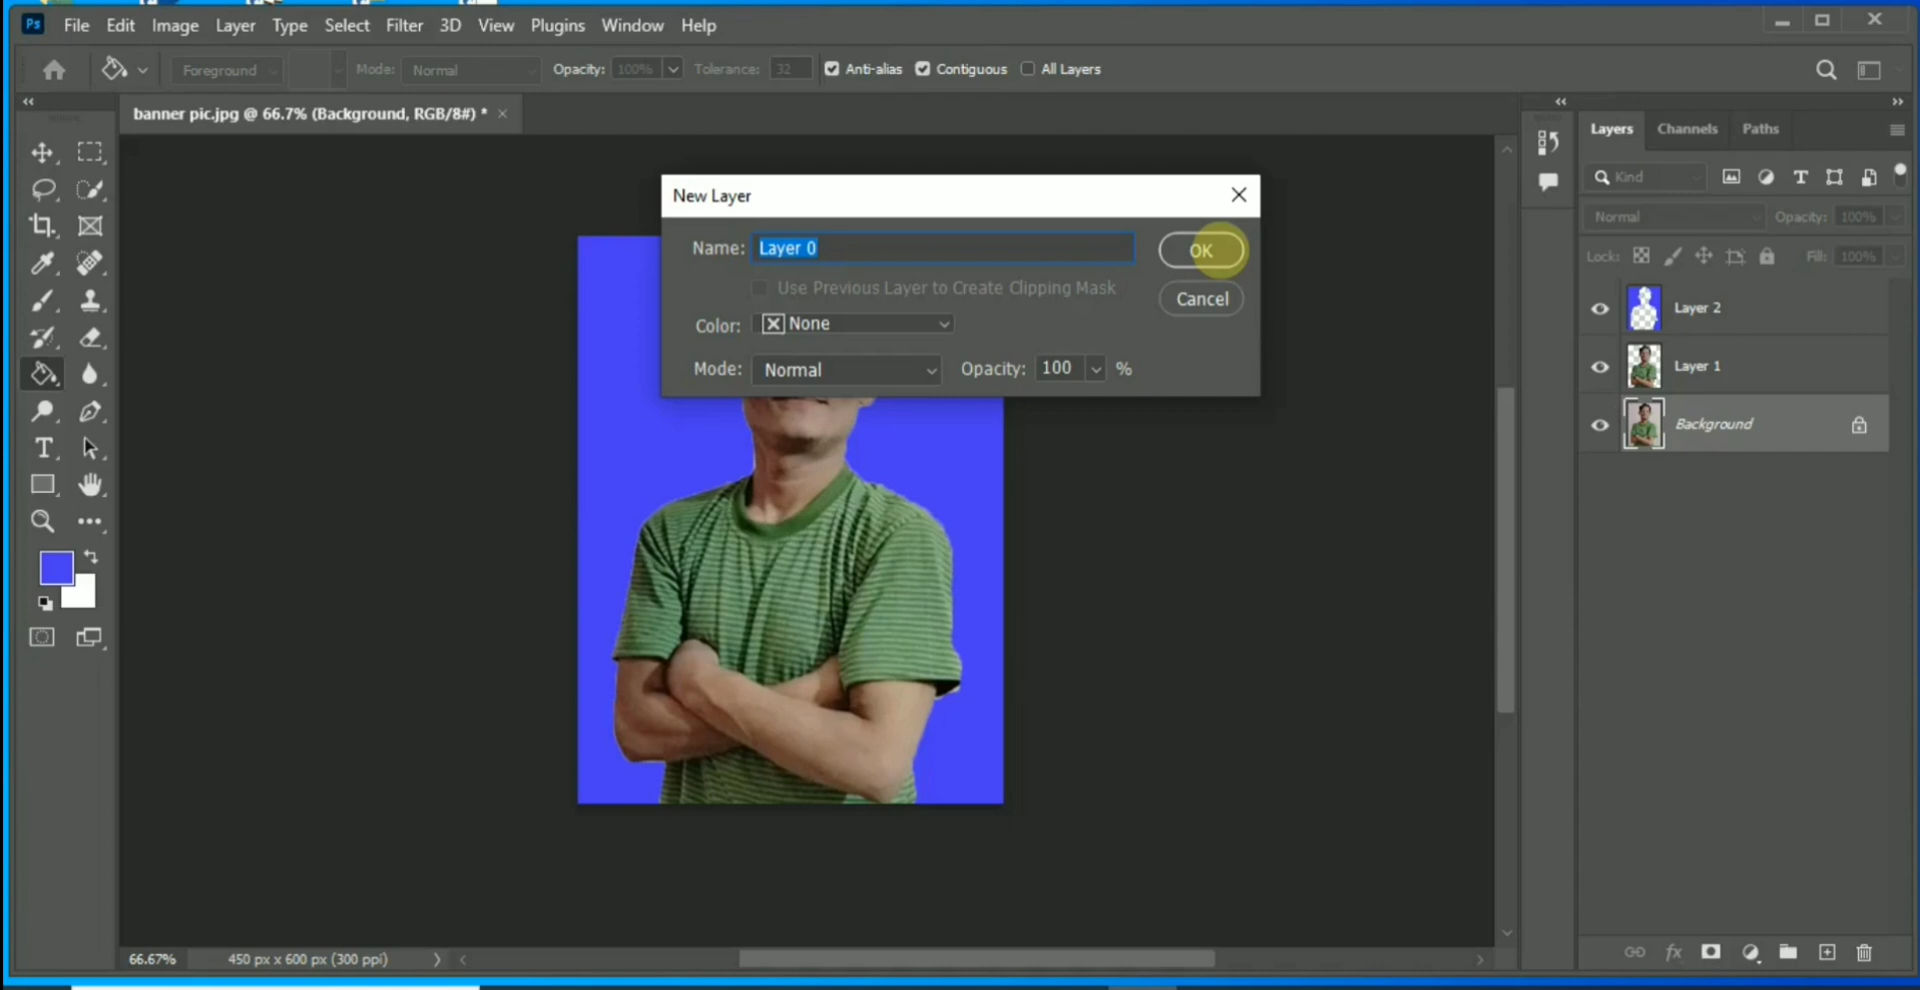 Ps File Edit Image Layer Type Select Filter 3D View Plugins Window Help
Foreground Mode: Normal Opacity: 100% Tolerance: 32 Anti-alias Contiguous All Layers
banner pic.jpg @ 66.7% (Background, RGB/8#) * ×
New Layer
Name: Layer 0
OK
Use Previous Layer to Create Clipping Mask
Cancel
Color: None
Mode: Normal Opacity: 100 %
Layers Channels Paths
Kind
Normal Opacity: 100%
Lock: Fill: 100%
Layer 2
Layer 1
Background
66.67% 450 px x 600 px (300 ppi)